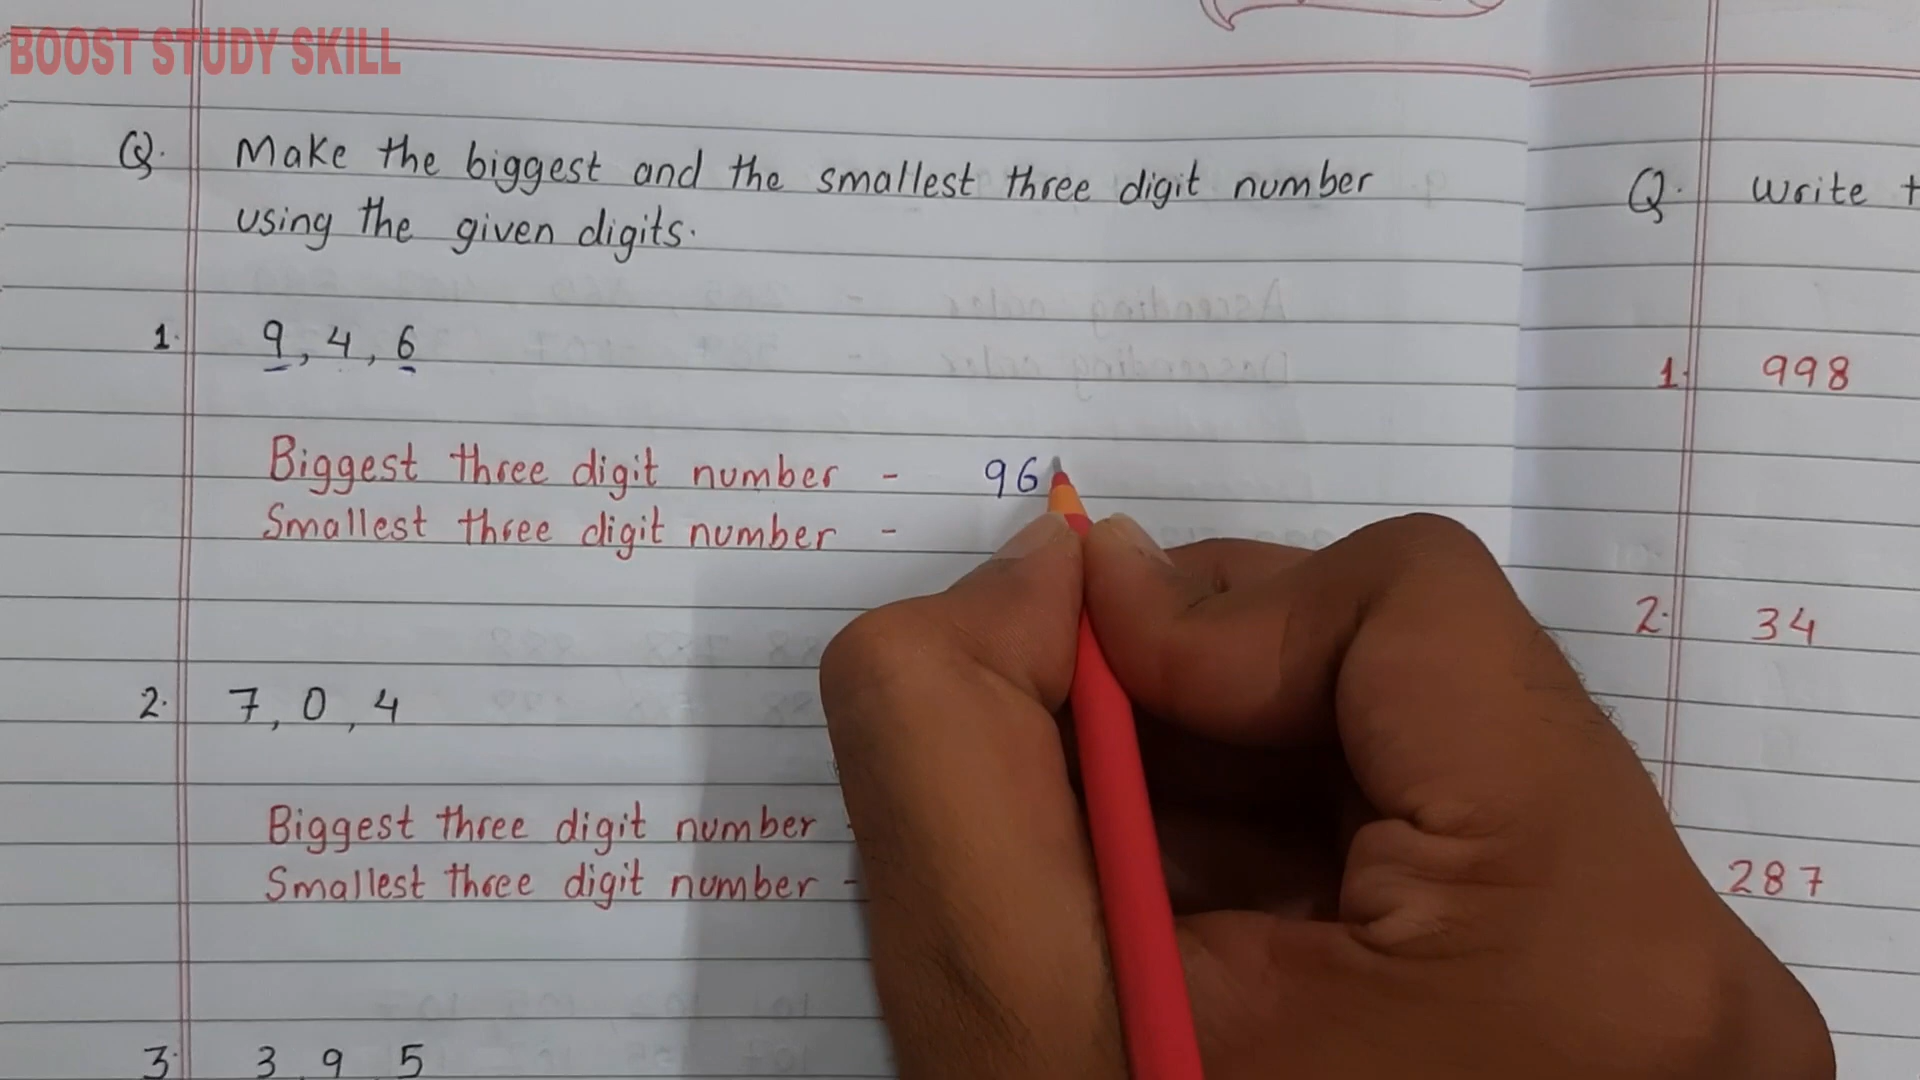 BOOST STUDY SKILL
Q. Make the biggest and the smallest three digit number
using the given digits.
1. 9, 4, 6
Biggest three digit number - 96
Smallest three digit number -
2. 7, 0, 4
Biggest three digit number -
Smallest three digit number -
3. 3 9 5
Q. Write
1. 998
2. 34
287